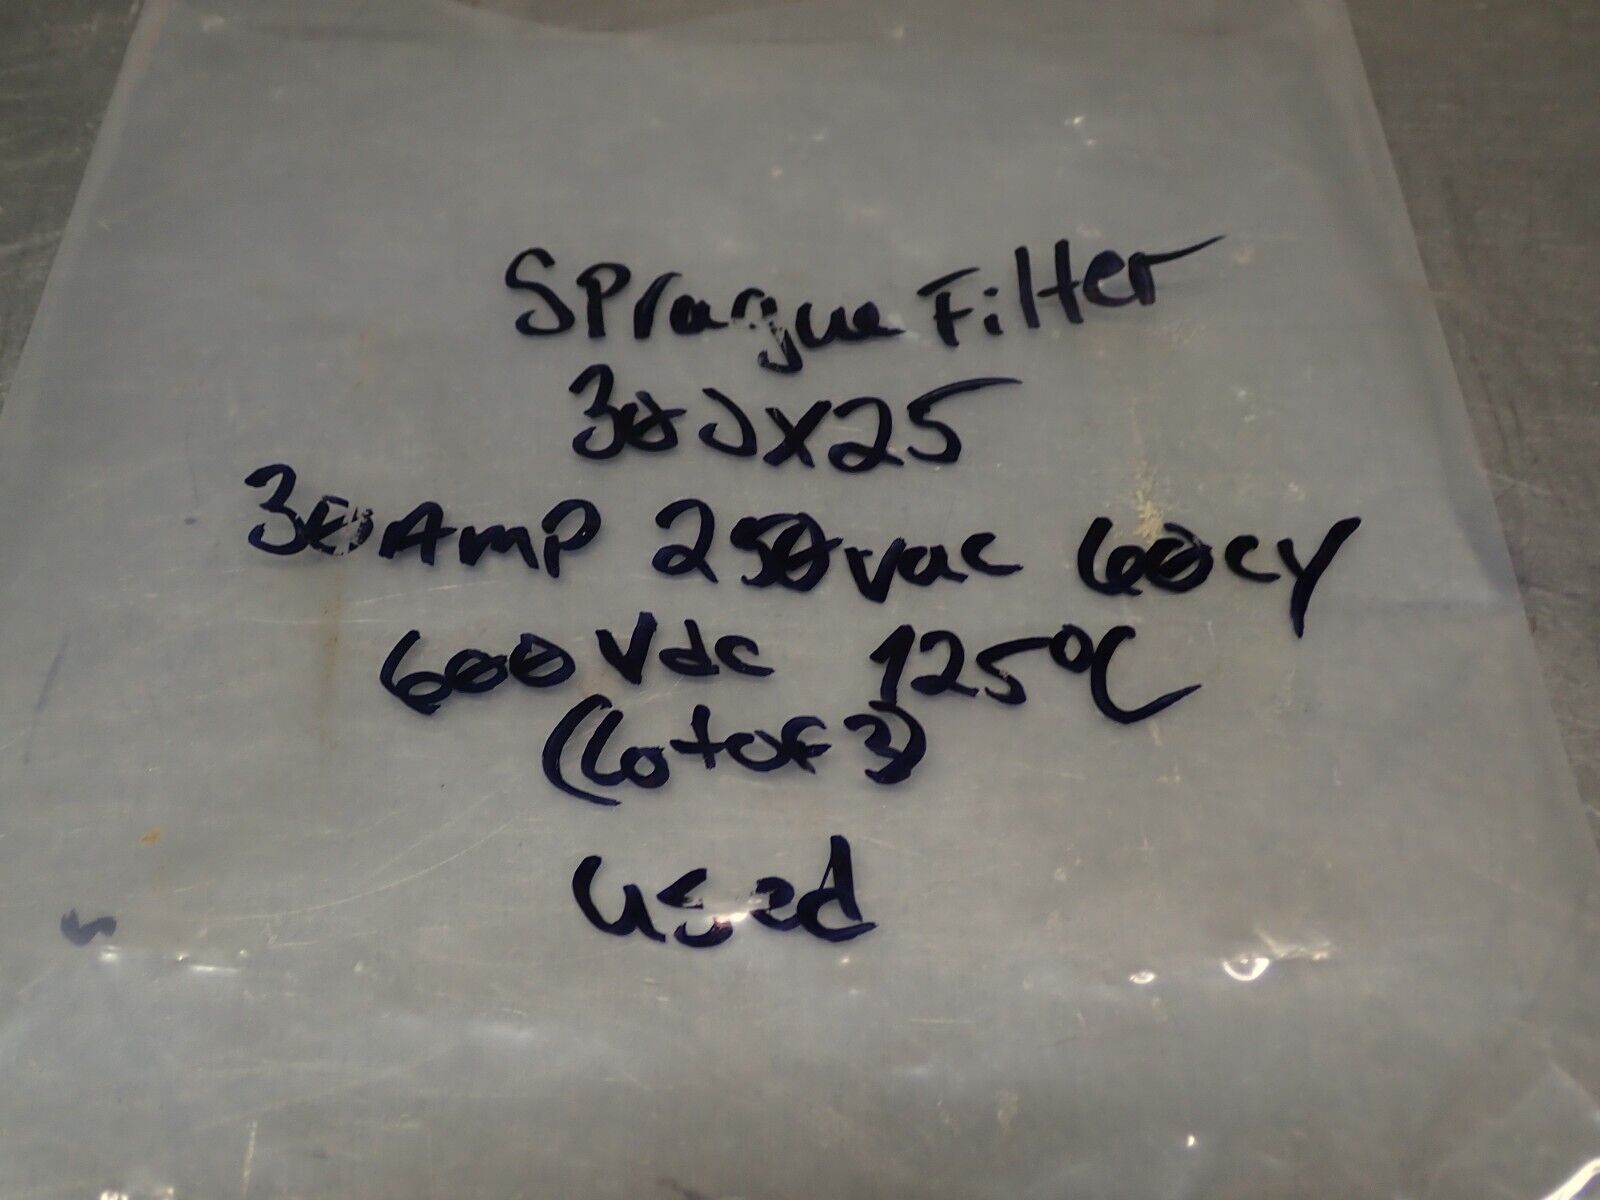 Sprague Filter
30JX25
30Amp 250vac 60cy
600Vdc 125°C
(Lot of 3)
used